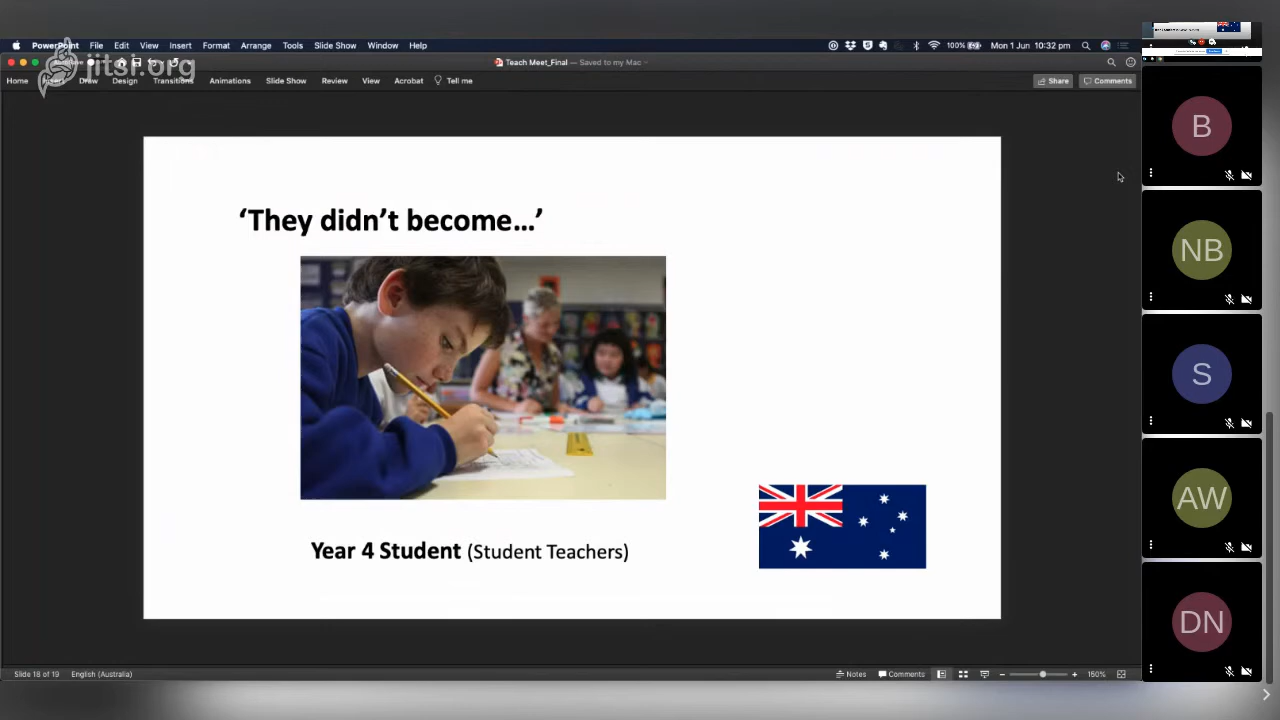 PowerPoint File Edit View Insert Format Arrange Tools Slide Show Window Help
100% Mon 1 Jun 10:32 pm
iitsi.org
Teach Meet_Final — Saved to my Mac
Home Draw Design Transitions Animations Slide Show Review View Acrobat Tell me
Share Comments
‘They didn’t become...’
Year 4 Student (Student Teachers)
B
NB
S
AW
DN
Slide 18 of 19 English (Australia)
Notes Comments 150%